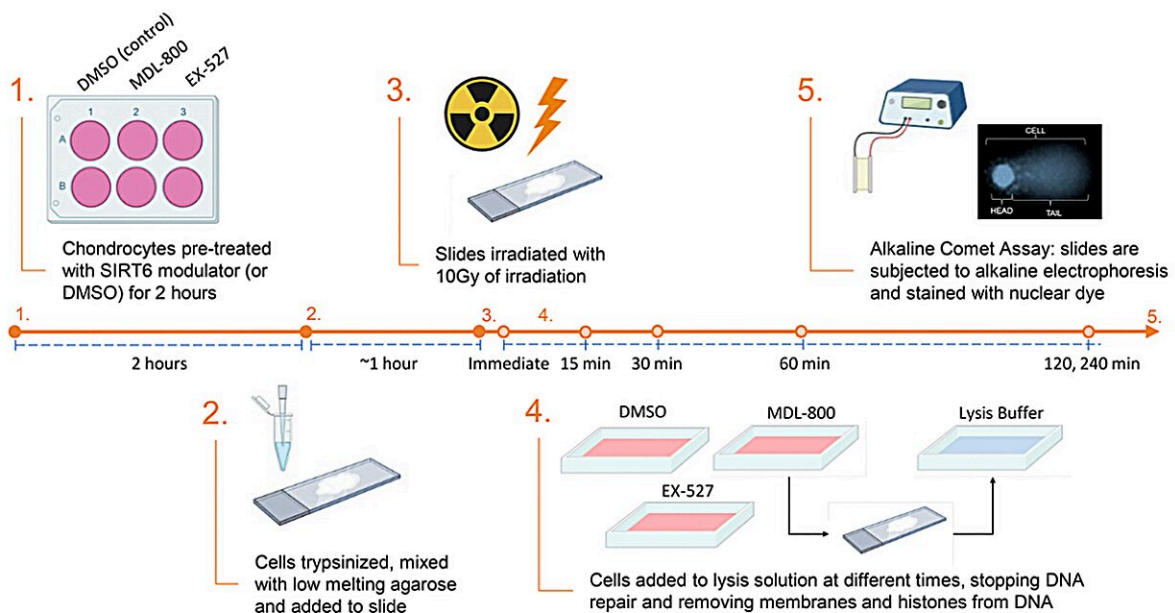 1.
DMSO (control)
MDL-800
EX-527
1 2 3
A
B
Chondrocytes pre-treated
with SIRT6 modulator (or
DMSO) for 2 hours
3.
Slides irradiated with
10Gy of irradiation
5.
CELL
HEAD TAIL
Alkaline Comet Assay: slides are
subjected to alkaline electrophoresis
and stained with nuclear dye
1. 2. 3. 4. 5.
2 hours ~1 hour Immediate 15 min 30 min 60 min 120, 240 min
2.
Cells trypsinized, mixed
with low melting agarose
and added to slide
4.
DMSO MDL-800 Lysis Buffer
EX-527
Cells added to lysis solution at different times, stopping DNA
repair and removing membranes and histones from DNA